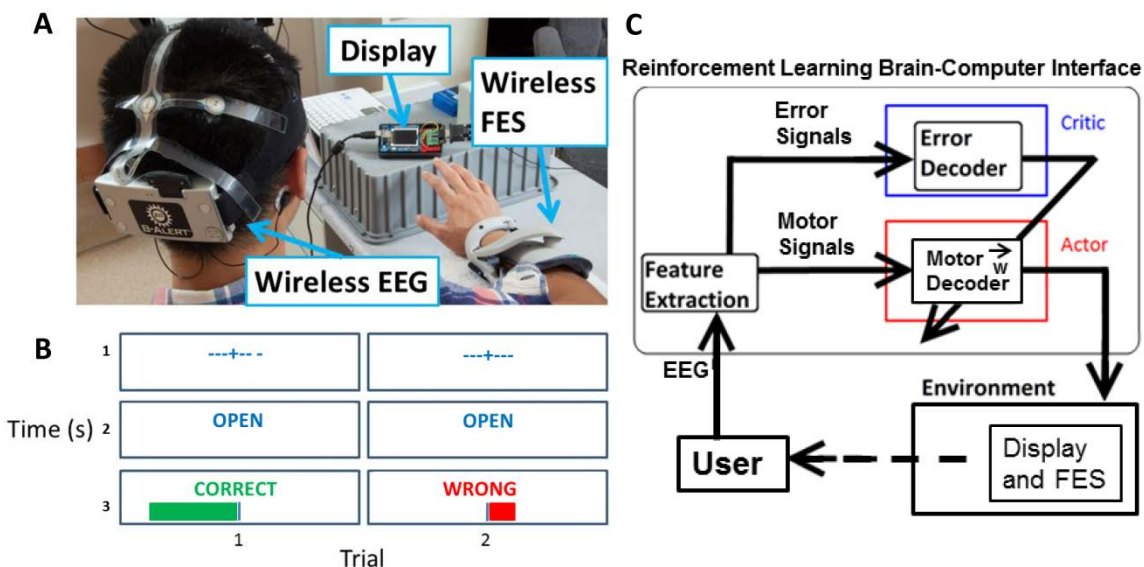 A
Display
Wireless
FES
B-ALERT
Wireless EEG
B
Time (s)
1
---+-- -
---+---
2
OPEN
OPEN
3
CORRECT
WRONG
1
2
Trial
C
Reinforcement Learning Brain-Computer Interface
Error
Signals
Error
Decoder
Critic
Motor
Signals
Motor
Decoder
w
Actor
Feature
Extraction
EEG
Environment
User
Display
and FES